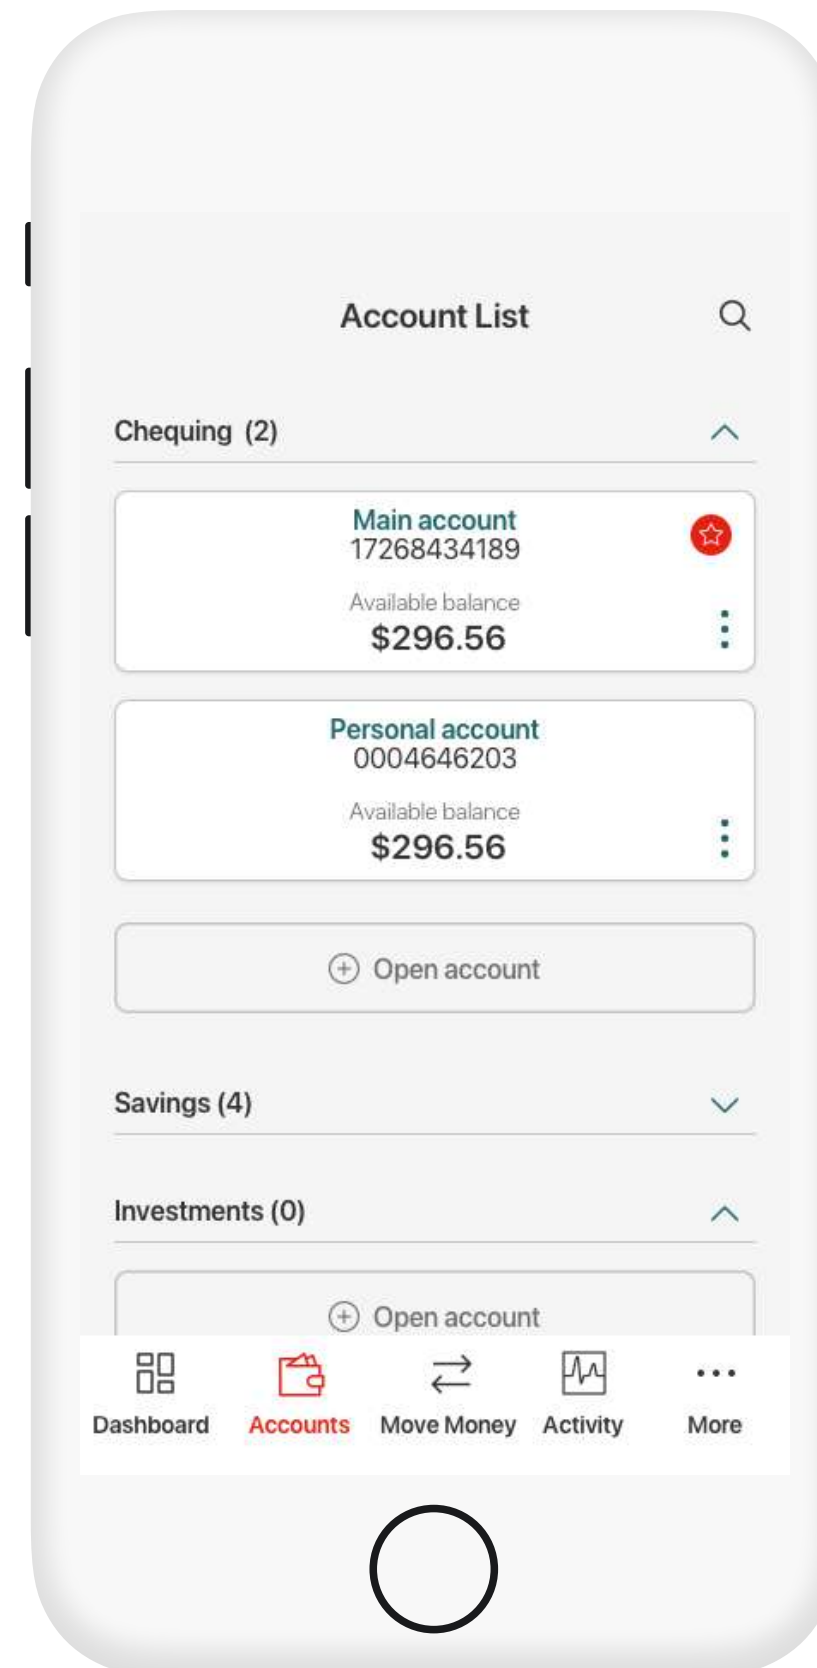 Account List
Chequing (2)
Main account
17268434189
Available balance
$296.56
Personal account
0004646203
Available balance
$296.56
Open account
Savings (4)
Investments (0)
Open account
Dashboard Accounts Move Money Activity More